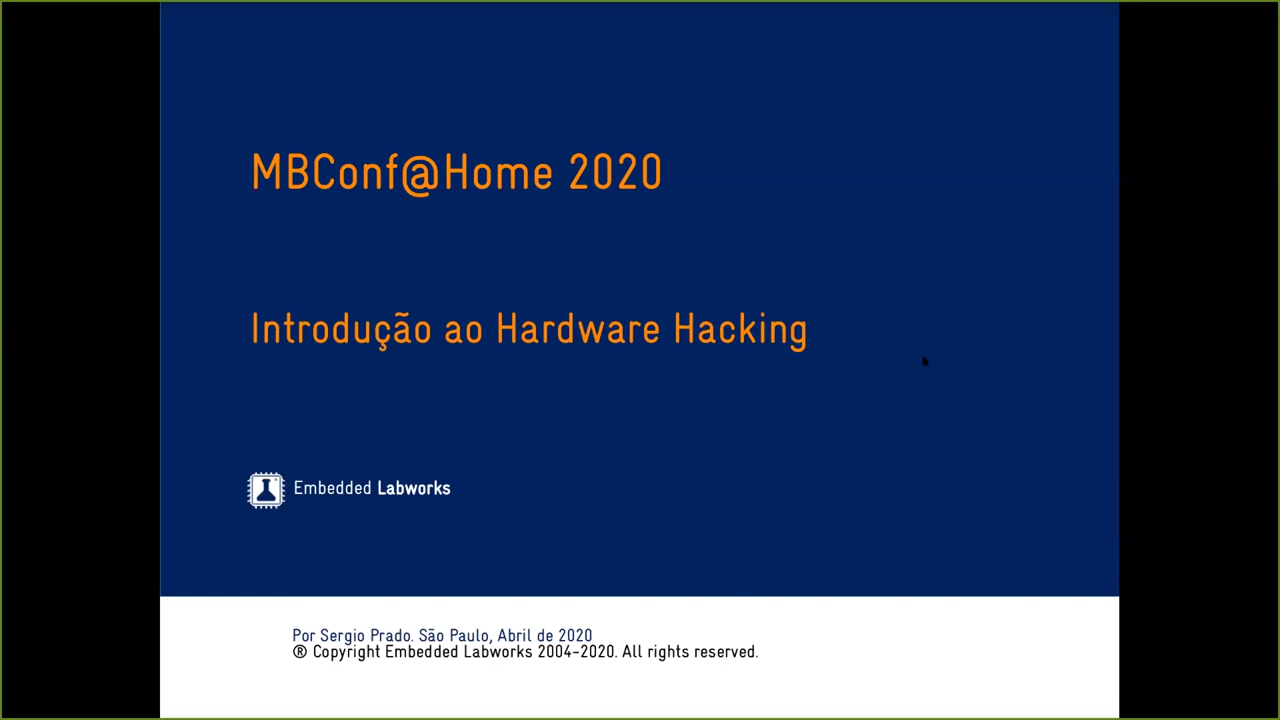 MBConf@Home 2020
Introdução ao Hardware Hacking
Embedded Labworks
Por Sergio Prado. São Paulo, Abril de 2020
® Copyright Embedded Labworks 2004-2020. All rights reserved.